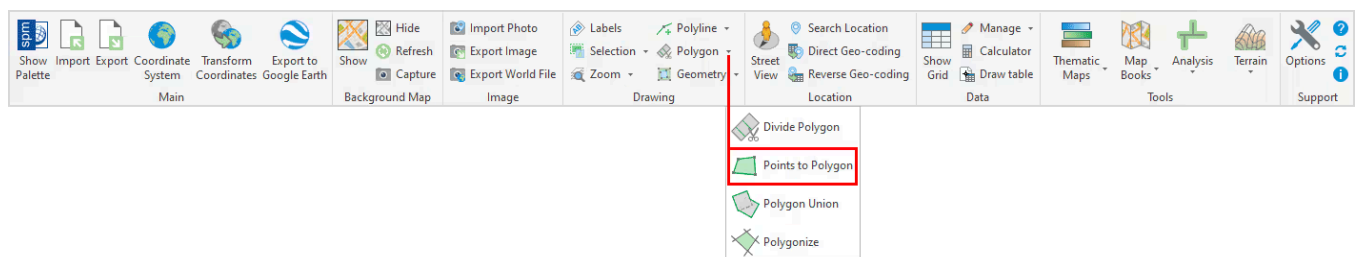 spm
Show Palette
Import
Export
Coordinate System
Transform Coordinates
Export to Google Earth
Main
Show
Hide
Refresh
Capture
Background Map
Import Photo
Export Image
Export World File
Image
Labels
Selection
Zoom
Polyline
Polygon
Geometry
Drawing
Street View
Search Location
Direct Geo-coding
Reverse Geo-coding
Location
Show Grid
Manage
Calculator
Draw table
Data
Thematic Maps
Map Books
Analysis
Terrain
Tools
Options
Support
Divide Polygon
Points to Polygon
Polygon Union
Polygonize